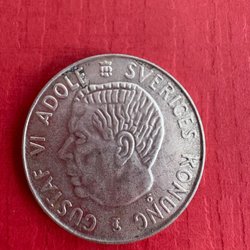 GUSTAF VI ADOLF SVERIGES KONUNG